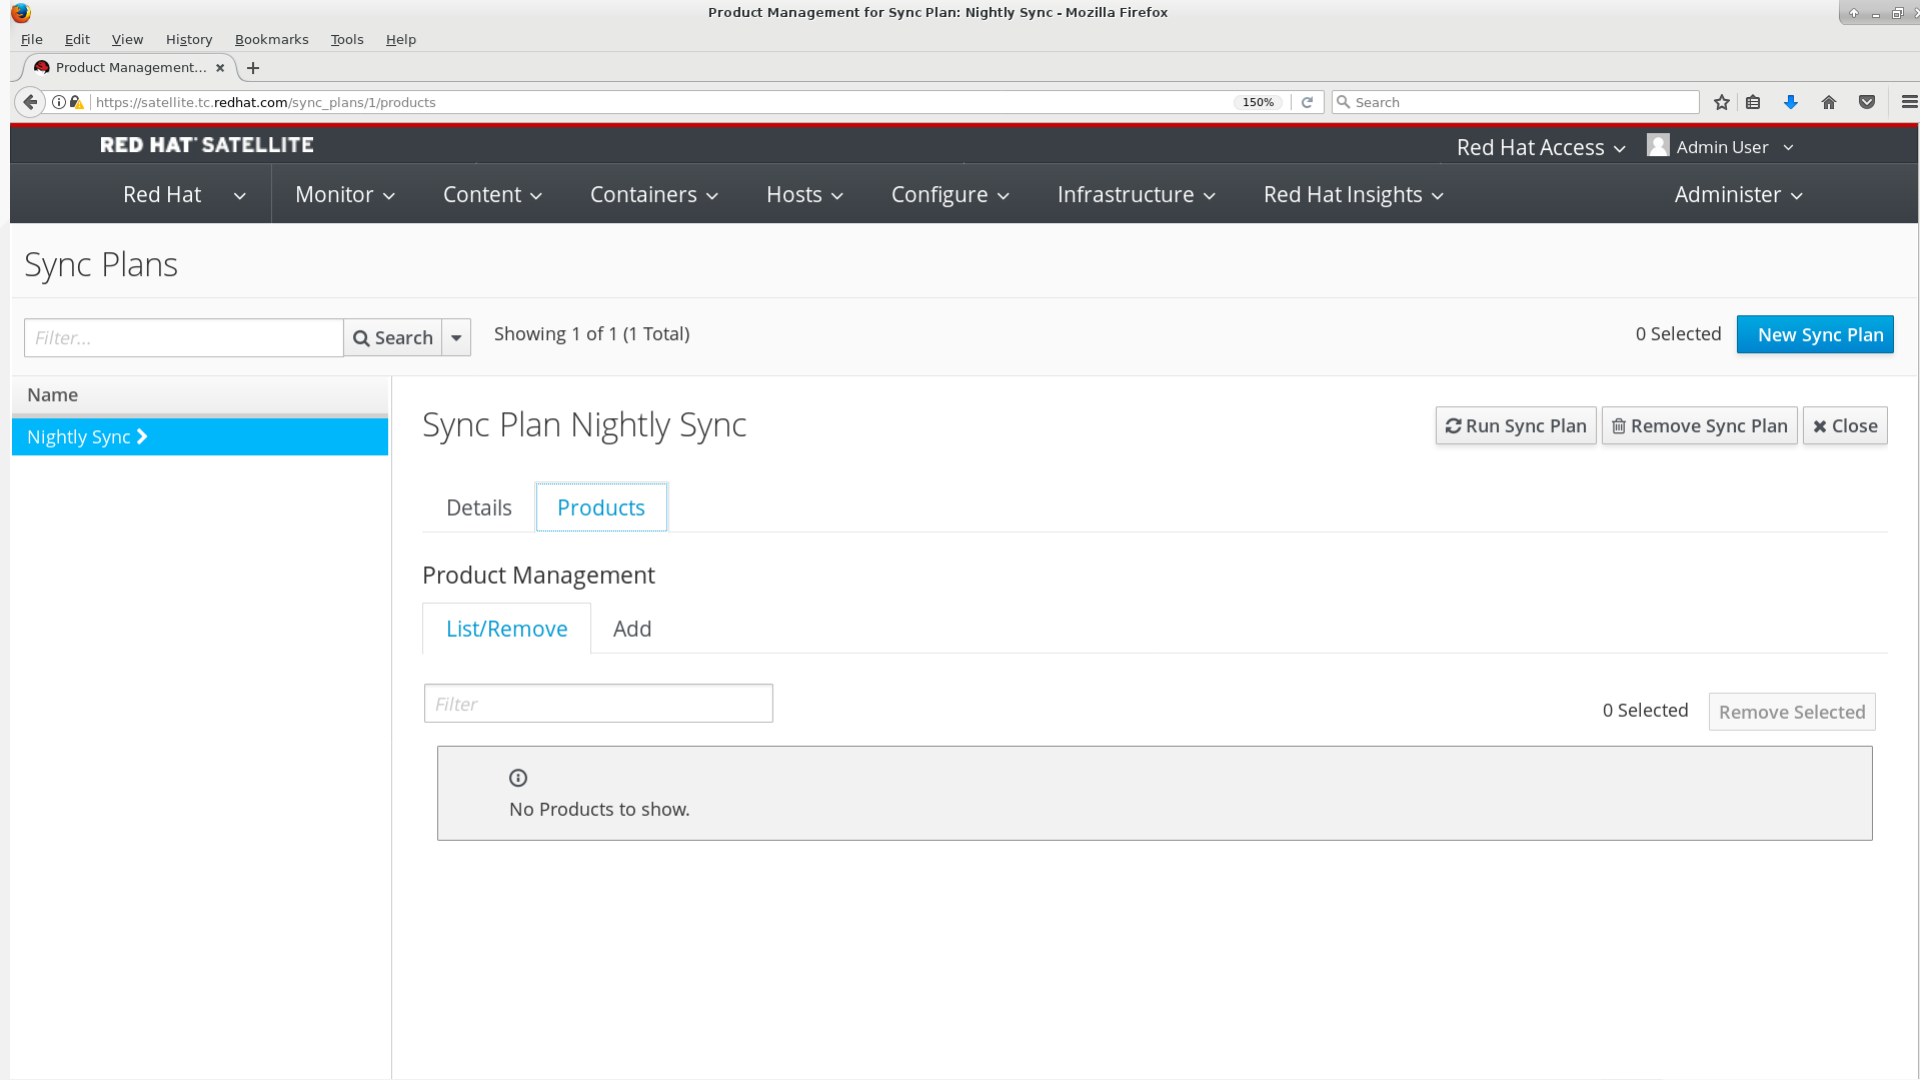 Product Management for Sync Plan: Nightly Sync - Mozilla Firefox
File Edit View History Bookmarks Tools Help
Product Management...
https://satellite.tc.redhat.com/sync_plans/1/products 150% Search
RED HAT SATELLITE Red Hat Access Admin User
Red Hat Monitor Content Containers Hosts Configure Infrastructure Red Hat Insights Administer
Sync Plans
Filter... Search Showing 1 of 1 (1 Total) 0 Selected New Sync Plan
Name
Nightly Sync
Sync Plan Nightly Sync Run Sync Plan Remove Sync Plan Close
Details Products
Product Management
List/Remove Add
Filter 0 Selected Remove Selected
No Products to show.